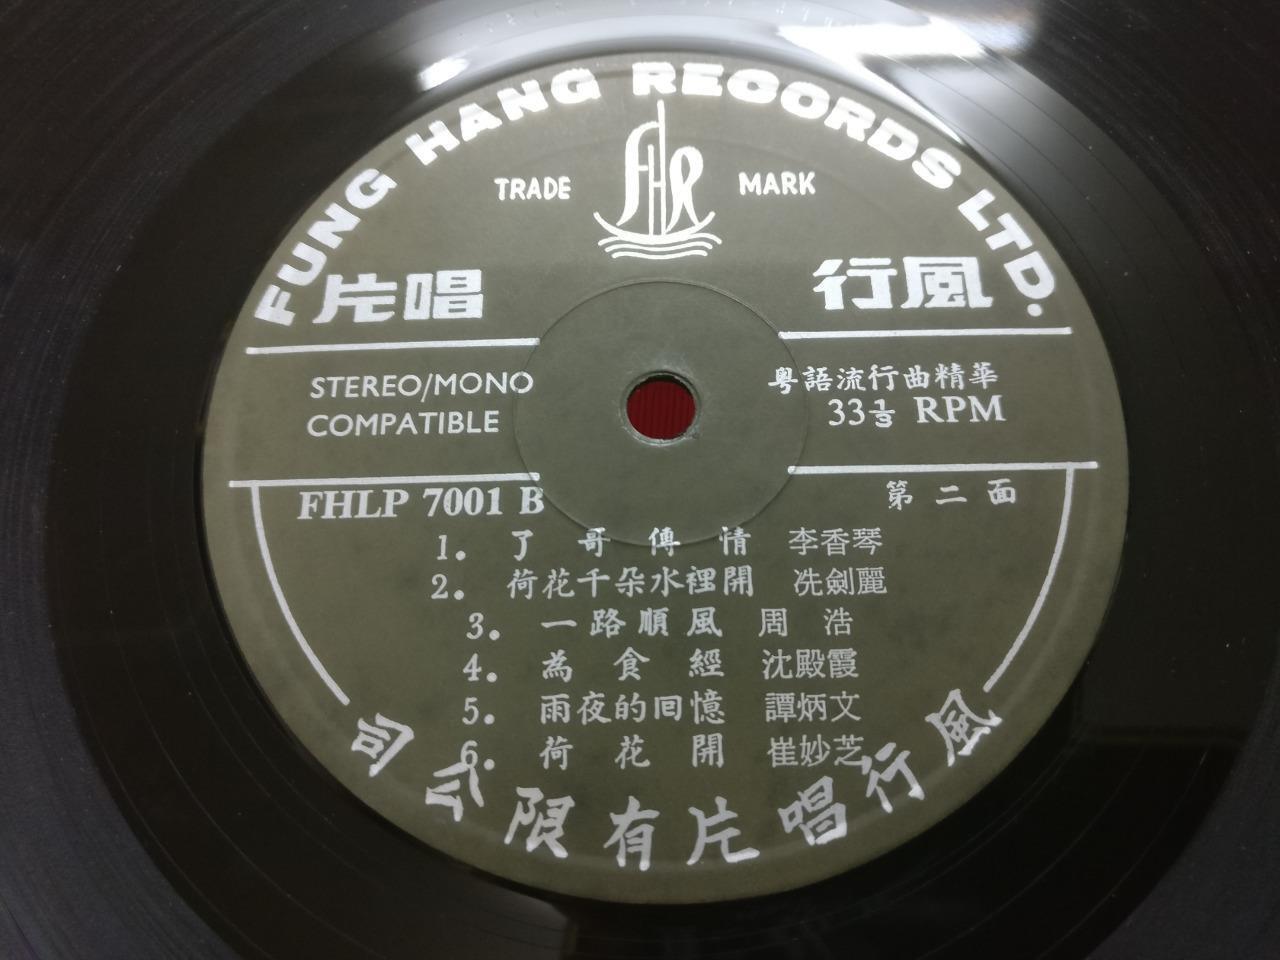 FUNG HANG RECORDS LTD.
TRADE FHR MARK
片唱 行風
STEREO/MONO
COMPATIBLE
粵語流行曲精華
33 1/3 RPM
FHLP 7001 B
第二面
1. 了哥傳情 李香琴
2. 荷花千朵水裡開 冼劍麗
3. 一路順風 周浩
4. 為食經 沈殿霞
5. 雨夜的回憶 譚炳文
6. 荷花開 崔妙芝
司公限有片唱行風